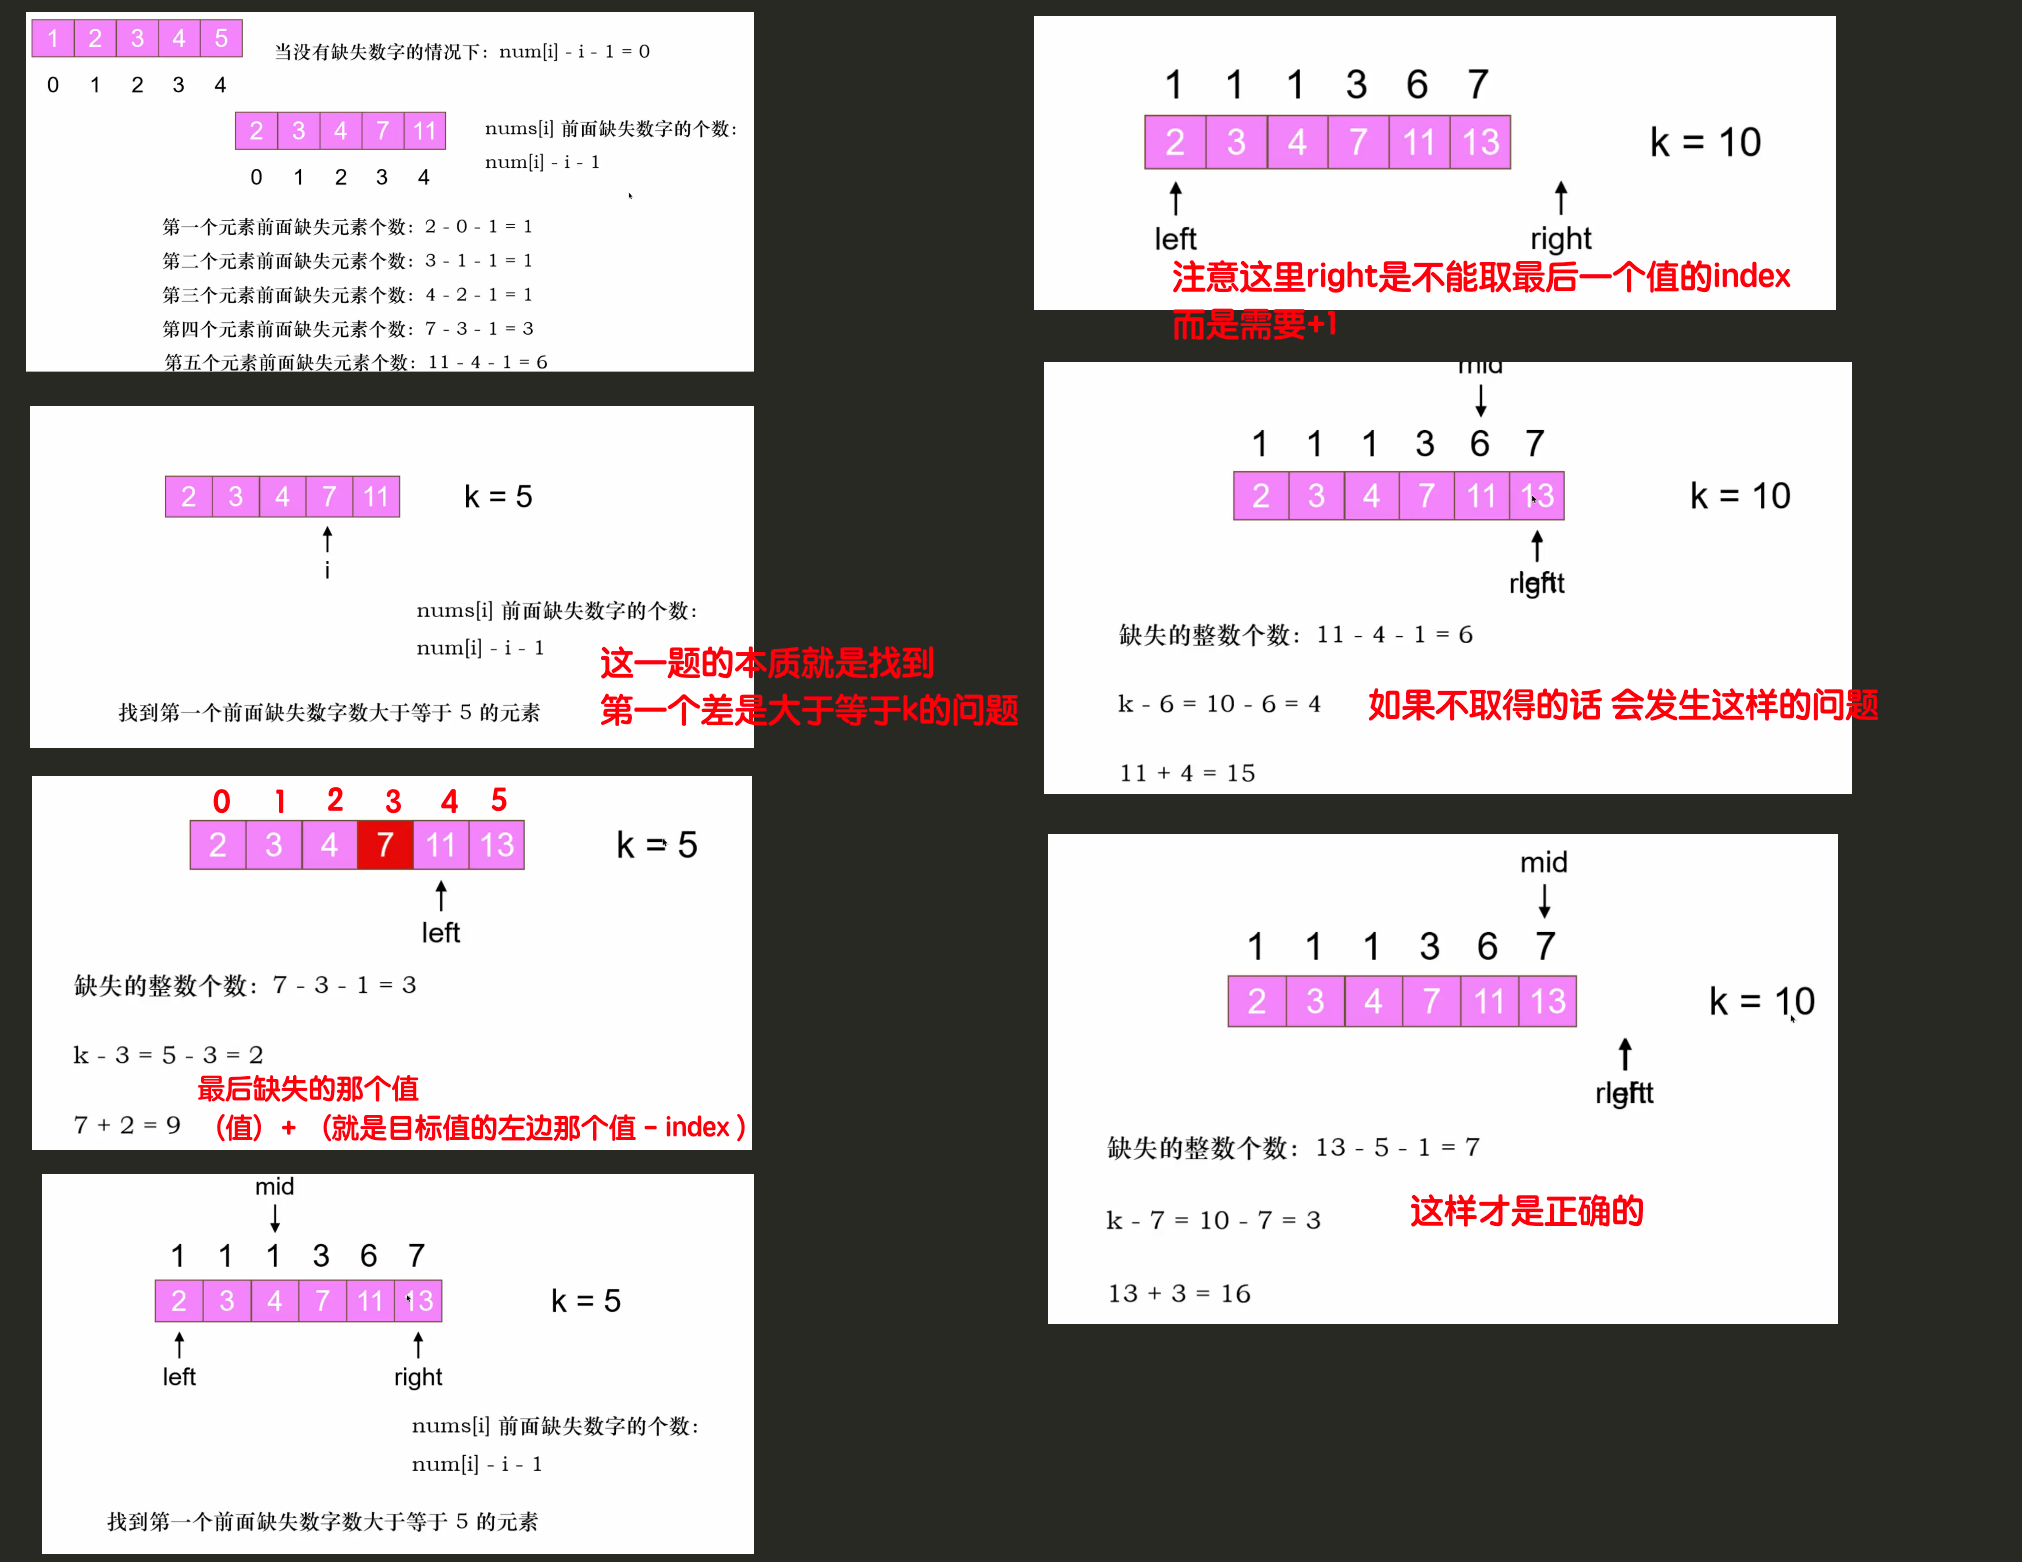 1 2 3 4 5
当没有缺失数字的情况下：num[i] - i - 1 = 0
0 1 2 3 4
2 3 4 7 11
nums[i] 前面缺失数字的个数：
num[i] - i - 1
0 1 2 3 4
第一个元素前面缺失元素个数：2 - 0 - 1 = 1
第二个元素前面缺失元素个数：3 - 1 - 1 = 1
第三个元素前面缺失元素个数：4 - 2 - 1 = 1
第四个元素前面缺失元素个数：7 - 3 - 1 = 3
第五个元素前面缺失元素个数：11 - 4 - 1 = 6
2 3 4 7 11
k = 5
i
nums[i] 前面缺失数字的个数：
num[i] - i - 1
这一题的本质就是找到
第一个差是大于等于k的问题
找到第一个前面缺失数字数大于等于 5 的元素
0 1 2 3 4 5
2 3 4 7 11 13
k = 5
left
缺失的整数个数：7 - 3 - 1 = 3
k - 3 = 5 - 3 = 2
最后缺失的那个值
7 + 2 = 9
（值）+ （就是目标值的左边那个值 - index ）
mid
1 1 1 3 6 7
2 3 4 7 11 13
k = 5
left
right
nums[i] 前面缺失数字的个数：
num[i] - i - 1
找到第一个前面缺失数字数大于等于 5 的元素
1 1 1 3 6 7
2 3 4 7 11 13
k = 10
left
right
注意这里right是不能取最后一个值的index
而是需要+1
mid
1 1 1 3 6 7
2 3 4 7 11 13
k = 10
缺失的整数个数：11 - 4 - 1 = 6
k - 6 = 10 - 6 = 4
如果不取得的话 会发生这样的问题
11 + 4 = 15
mid
1 1 1 3 6 7
2 3 4 7 11 13
k = 10
缺失的整数个数：13 - 5 - 1 = 7
k - 7 = 10 - 7 = 3
这样才是正确的
13 + 3 = 16